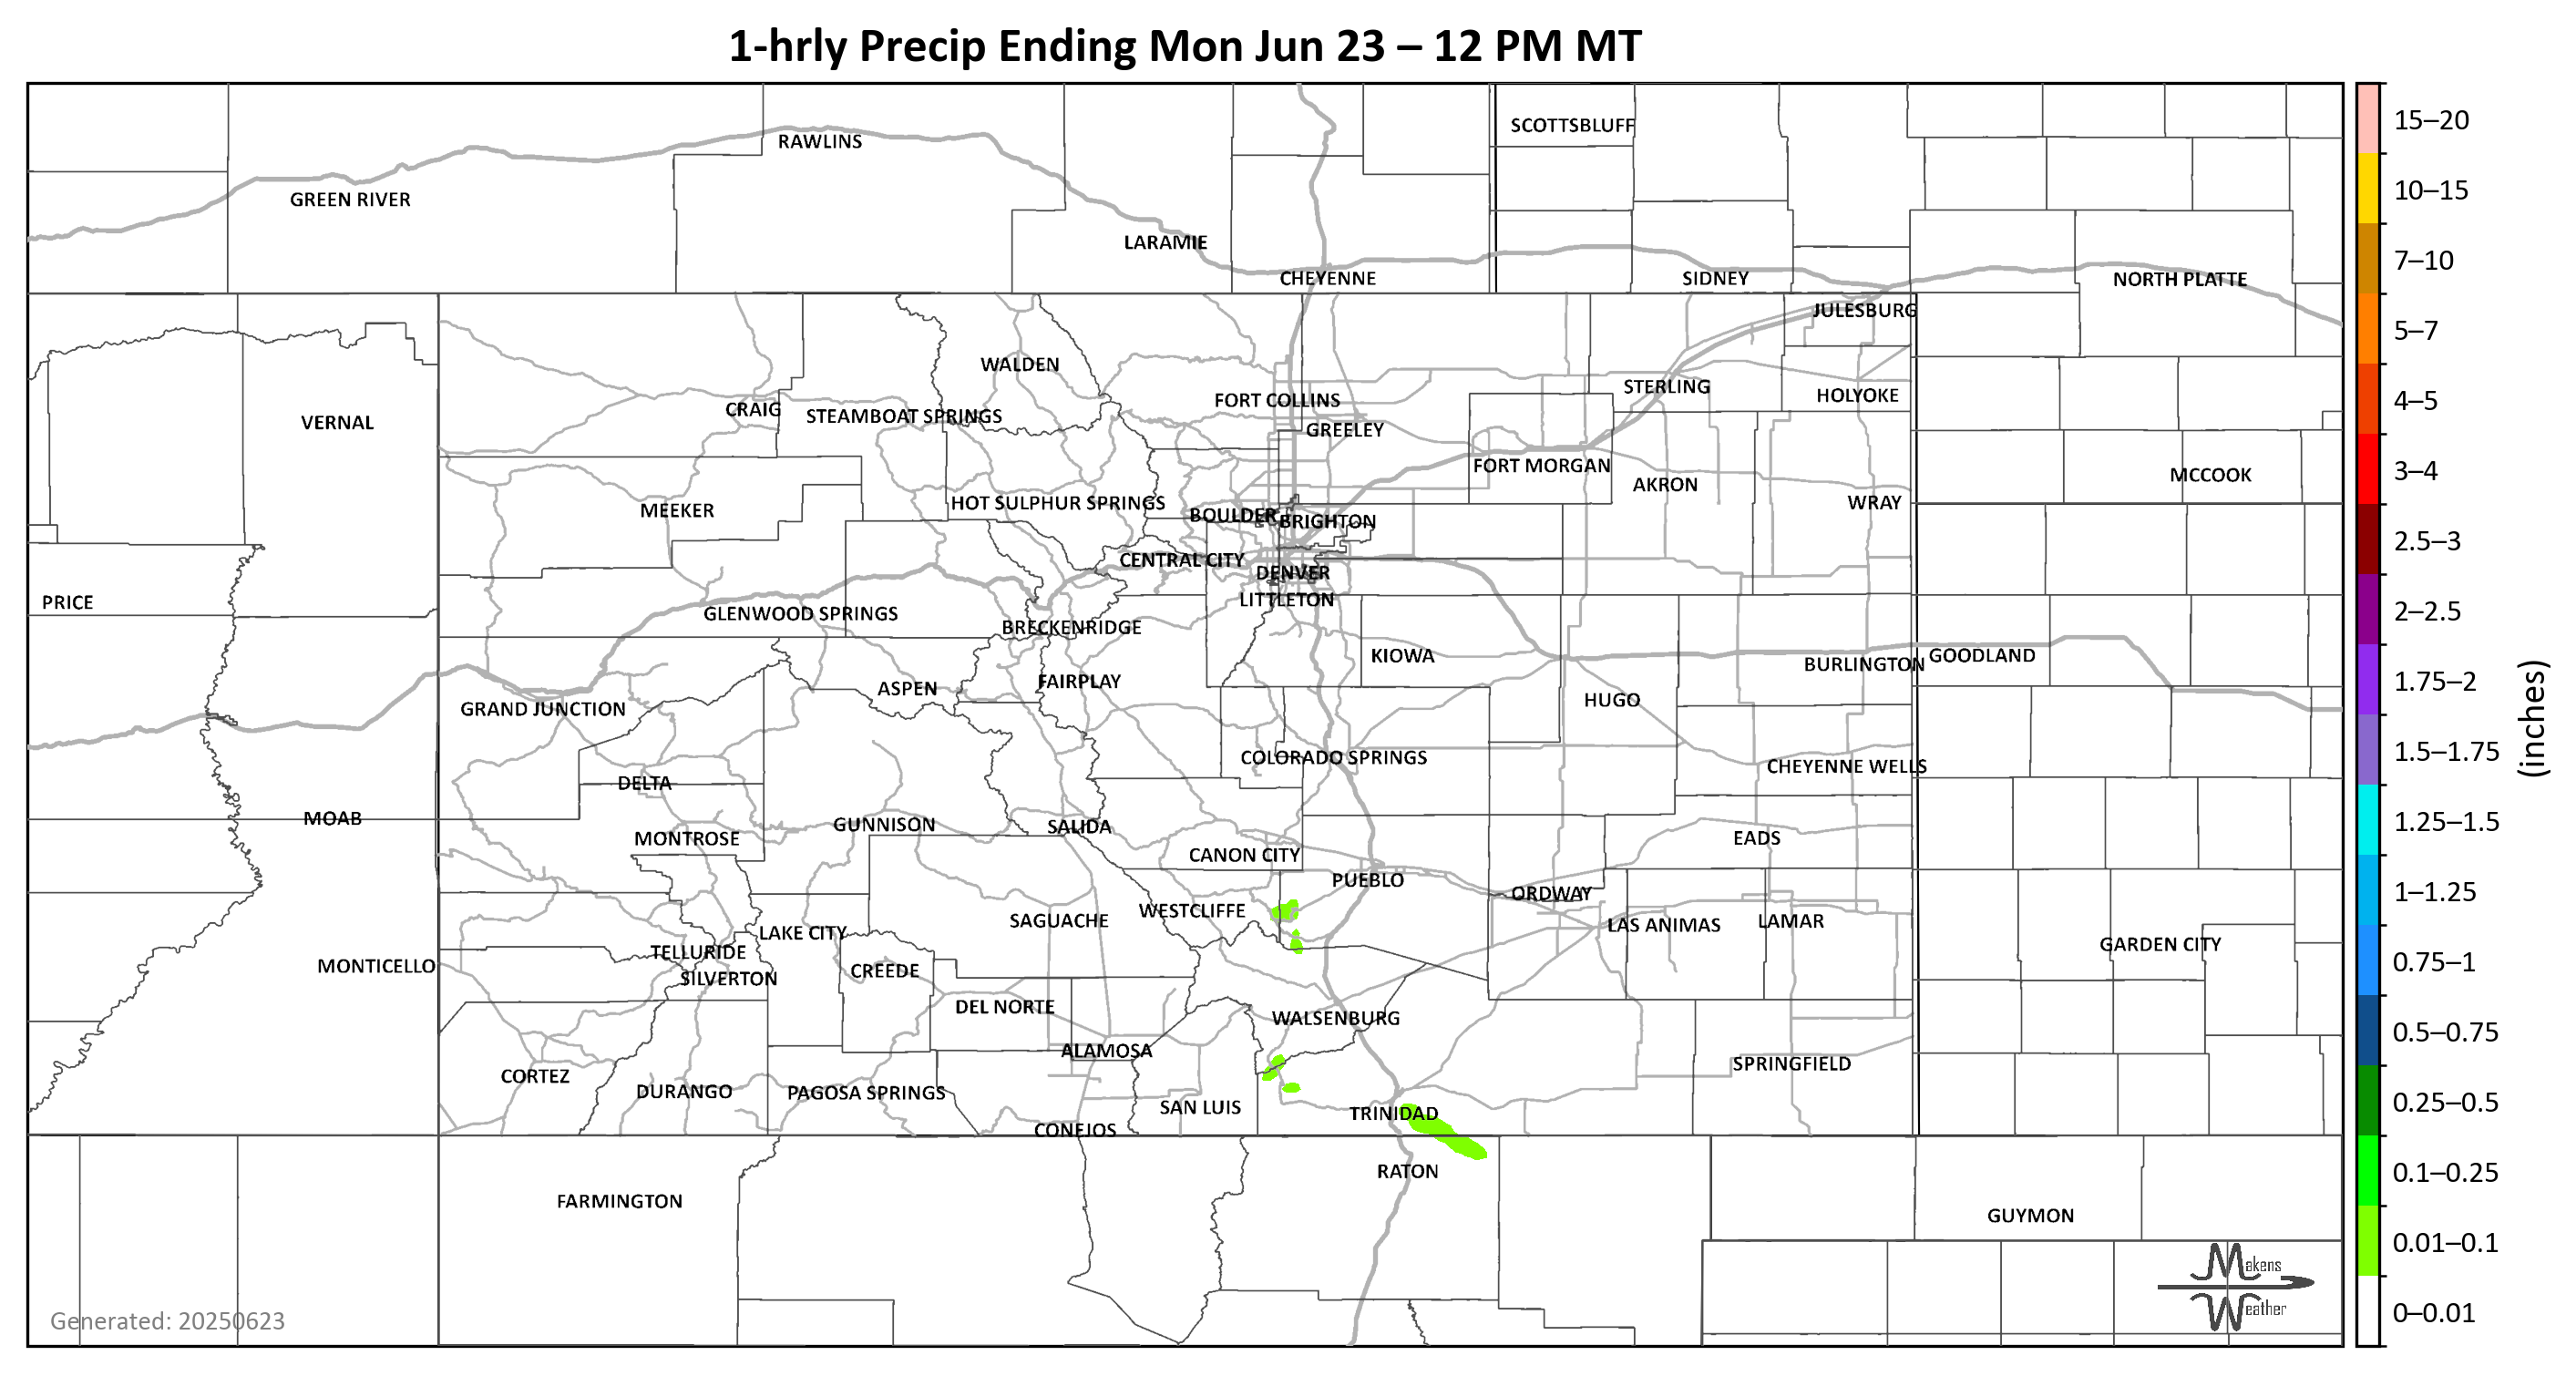 1-hrly Precip Ending Mon Jun 23 – 12 PM MT
SCOTTSBLUFF
15–20
RAWLINS
10–15
GREEN RIVER
LARAMIE
7–10
CHEYENNE
SIDNEY
NORTH PLATTE
JULESBURG
5–7
WALDEN
STERLING
HOLYOKE
4–5
FORT COLLINS
CRAIG
STEAMBOAT SPRINGS
VERNAL
GREELEY
FORT MORGAN
3–4
MCCOOK
AKRON
HOT SULPHUR SPRINGS
WRAY
MEEKER
BOULDER
BRIGHTON
2.5–3
CENTRAL CITY
DENVER
LITTLETON
PRICE
2–2.5
GLENWOOD SPRINGS
BRECKENRIDGE
KIOWA
GOODLAND
BURLINGTON
FAIRPLAY
1.75–2
ASPEN
HUGO
GRAND JUNCTION
(inches)
1.5–1.75
COLORADO SPRINGS
CHEYENNE WELLS
DELTA
MOAB
1.25–1.5
GUNNISON
SALIDA
MONTROSE
EADS
CANON CITY
PUEBLO
1–1.25
ORDWAY
WESTCLIFFE
SAGUACHE
LAS ANIMAS
LAMAR
LAKE CITY
GARDEN CITY
TELLURIDE
0.75–1
MONTICELLO
CREEDE
SILVERTON
DEL NORTE
WALSENBURG
0.5–0.75
ALAMOSA
SPRINGFIELD
CORTEZ
DURANGO
PAGOSA SPRINGS
0.25–0.5
SAN LUIS
TRINIDAD
CONEJOS
RATON
0.1–0.25
FARMINGTON
GUYMON
0.01–0.1
Makens
Weather
0–0.01
Generated: 20250623